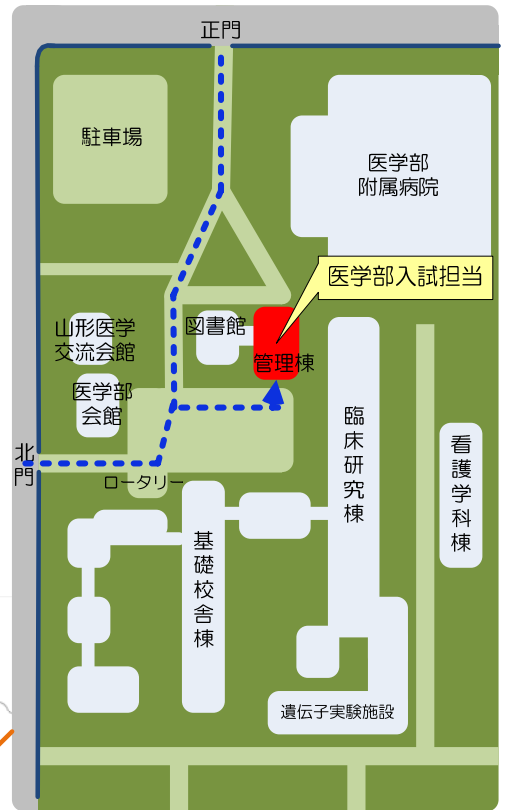 正門
駐車場
医学部
附属病院
医学部入試担当
図書館
山形医学
交流会館
管理棟
医学部
会館
北門
ロータリー
臨床研究棟
看護学科棟
基礎校舎棟
遺伝子実験施設